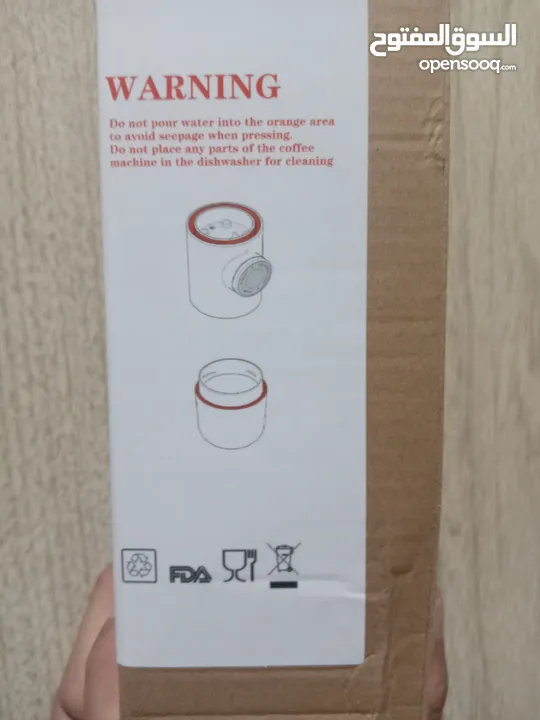 السوق المفتوح
opensooq.com
WARNING
Do not pour water into the orange area
to avoid seepage when pressing.
Do not place any parts of the coffee
machine in the dishwasher for cleaning
FDA